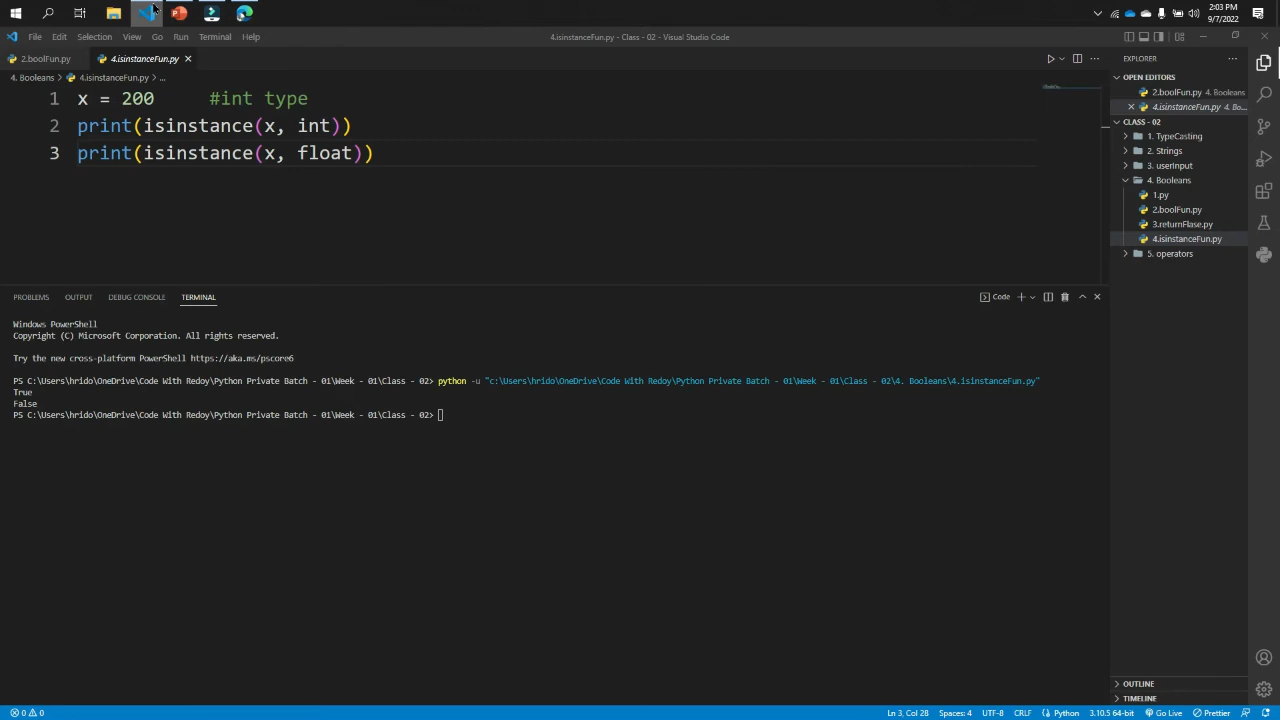 2:03 PM
9/7/2022
File Edit Selection View Go Run Terminal Help
4.isinstanceFun.py - Class - 02 - Visual Studio Code
2.boolFun.py
4.isinstanceFun.py
4. Booleans > 4.isinstanceFun.py > ...
1 x = 200 #int type
2 print(isinstance(x, int))
3 print(isinstance(x, float))
EXPLORER
OPEN EDITORS
2.boolFun.py 4. Booleans
4.isinstanceFun.py 4. Bo...
CLASS - 02
1. TypeCasting
2. Strings
3. userInput
4. Booleans
1.py
2.boolFun.py
3.returnFlase.py
4.isinstanceFun.py
5. operators
PROBLEMS OUTPUT DEBUG CONSOLE TERMINAL
Code
Windows PowerShell
Copyright (C) Microsoft Corporation. All rights reserved.
Try the new cross-platform PowerShell https://aka.ms/pscore6
PS C:\Users\hrido\OneDrive\Code With Redoy\Python Private Batch - 01\Week - 01\Class - 02> python -u "c:\Users\hrido\OneDrive\Code With Redoy\Python Private Batch - 01\Week - 01\Class - 02\4. Booleans\4.isinstanceFun.py"
True
False
PS C:\Users\hrido\OneDrive\Code With Redoy\Python Private Batch - 01\Week - 01\Class - 02>
OUTLINE
TIMELINE
0 0
Ln 3, Col 28 Spaces: 4 UTF-8 CRLF Python 3.10.5 64-bit Go Live Prettier